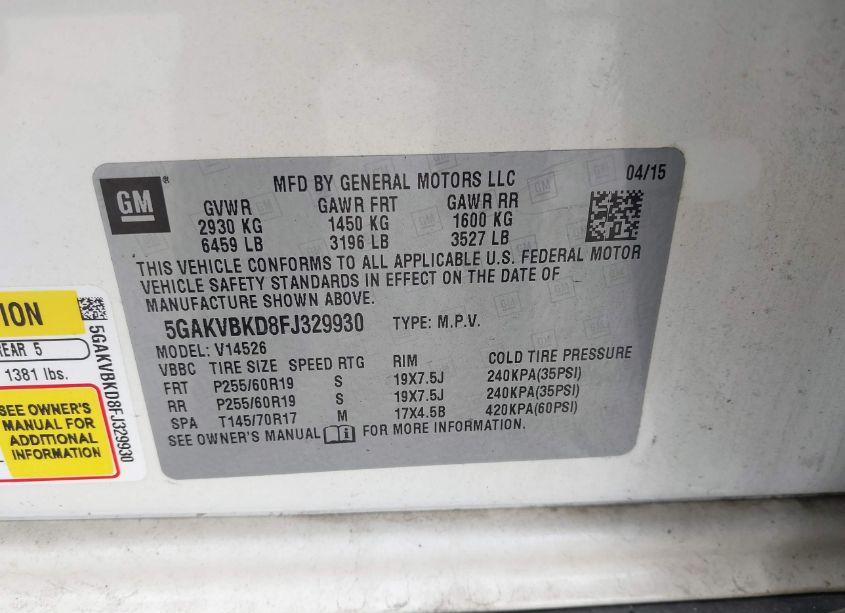 GM
MFD BY GENERAL MOTORS LLC
04/15
GVWR GAWR FRT GAWR RR
2930 KG 1450 KG 1600 KG
6459 LB 3196 LB 3527 LB
THIS VEHICLE CONFORMS TO ALL APPLICABLE U.S. FEDERAL MOTOR
VEHICLE SAFETY STANDARDS IN EFFECT ON THE DATE OF
MANUFACTURE SHOWN ABOVE.
5GAKVBKD8FJ329930 TYPE: M.P.V.
MODEL: V14526
VBBC TIRE SIZE SPEED RTG RIM COLD TIRE PRESSURE
FRT P255/60R19 S 19X7.5J 240KPA(35PSI)
RR P255/60R19 S 19X7.5J 240KPA(35PSI)
SPA T145/70R17 M 17X4.5B 420KPA(60PSI)
SEE OWNER'S MANUAL FOR MORE INFORMATION.
ION
REAR 5
1381 lbs.
SEE OWNER'S
MANUAL FOR
ADDITIONAL
INFORMATION
5GAKVBKD8FJ329930